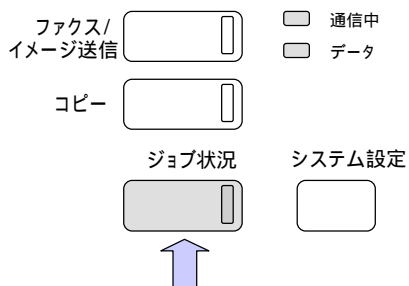 ファクス/
イメージ送信
通信中
データ
コピー
ジョブ状況
システム設定